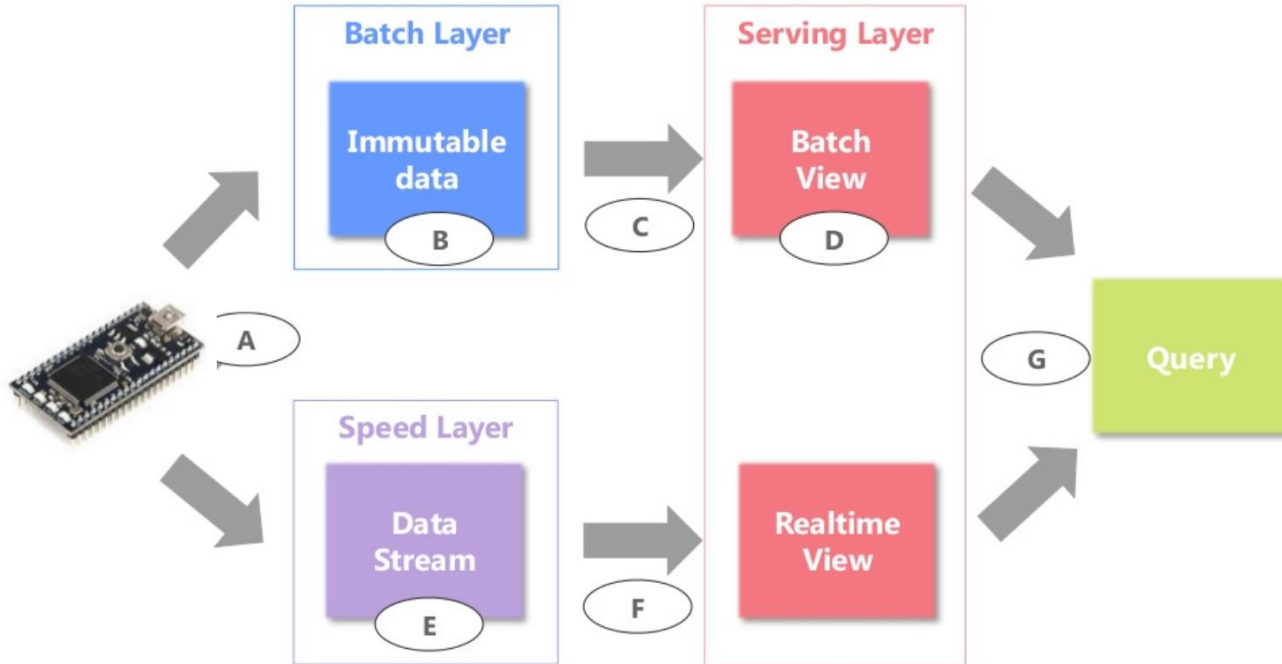 Batch Layer
Serving Layer
Immutable
data
Batch
View
B
C
D
A
G
Query
Speed Layer
Data
Stream
Realtime
View
E
F